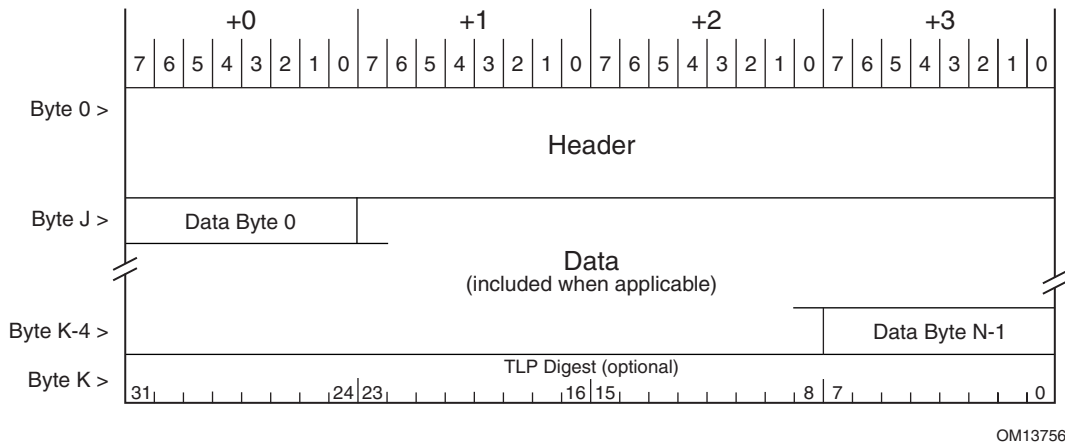 +0 +1 +2 +3
7 6 5 4 3 2 1 0 7 6 5 4 3 2 1 0 7 6 5 4 3 2 1 0 7 6 5 4 3 2 1 0
Byte 0 >
Header
Byte J >
Data Byte 0
Data
(included when applicable)
Byte K-4 >
Data Byte N-1
TLP Digest (optional)
Byte K >
31 24 23 16 15 8 7 0
OM13756